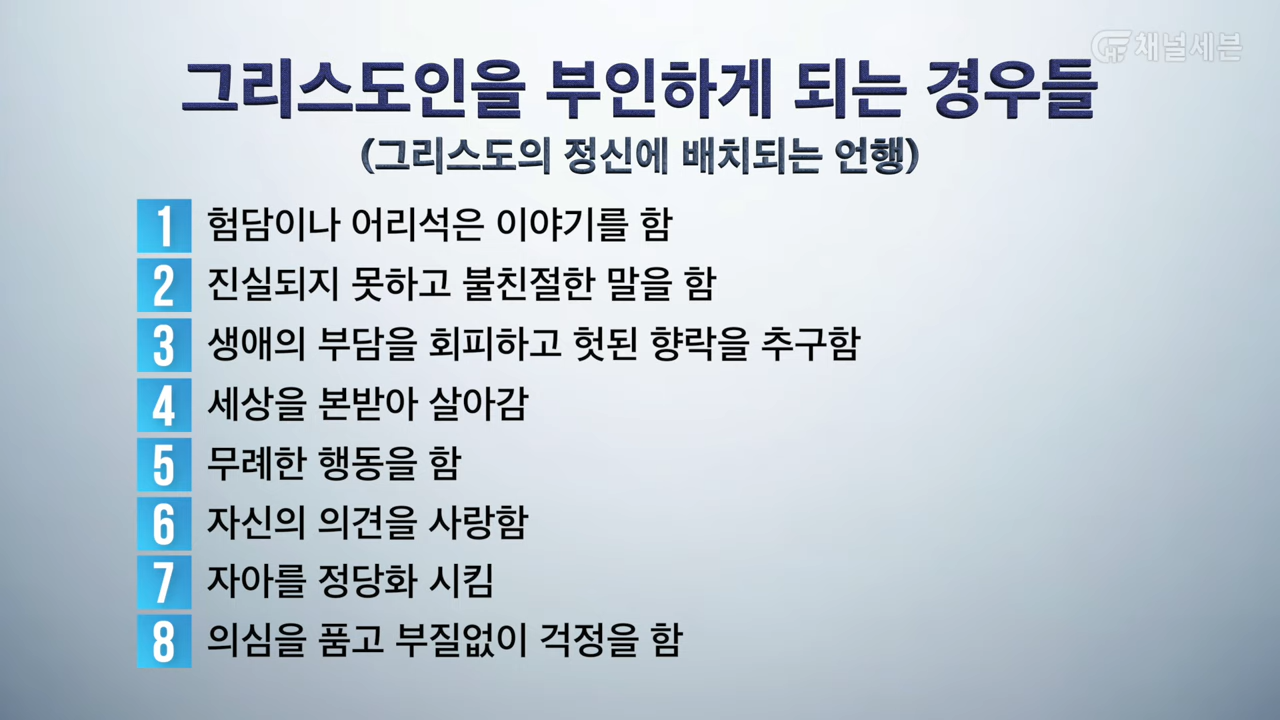 채널세븐
그리스도인을 부인하게 되는 경우들
(그리스도의 정신에 배치되는 언행)
1 험담이나 어리석은 이야기를 함
2 진실되지 못하고 불친절한 말을 함
3 생애의 부담을 회피하고 헛된 향락을 추구함
4 세상을 본받아 살아감
5 무례한 행동을 함
6 자신의 의견을 사랑함
7 자아를 정당화 시킴
8 의심을 품고 부질없이 걱정을 함